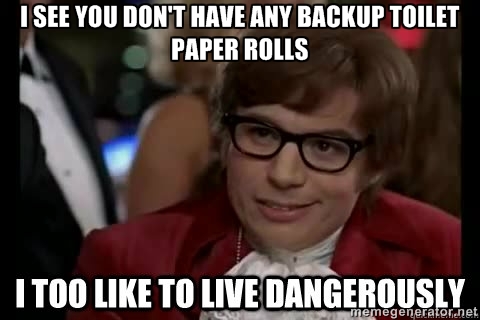 I SEE YOU DON'T HAVE ANY BACKUP TOILET
PAPER ROLLS
I TOO LIKE TO LIVE DANGEROUSLY
memegenerator.net